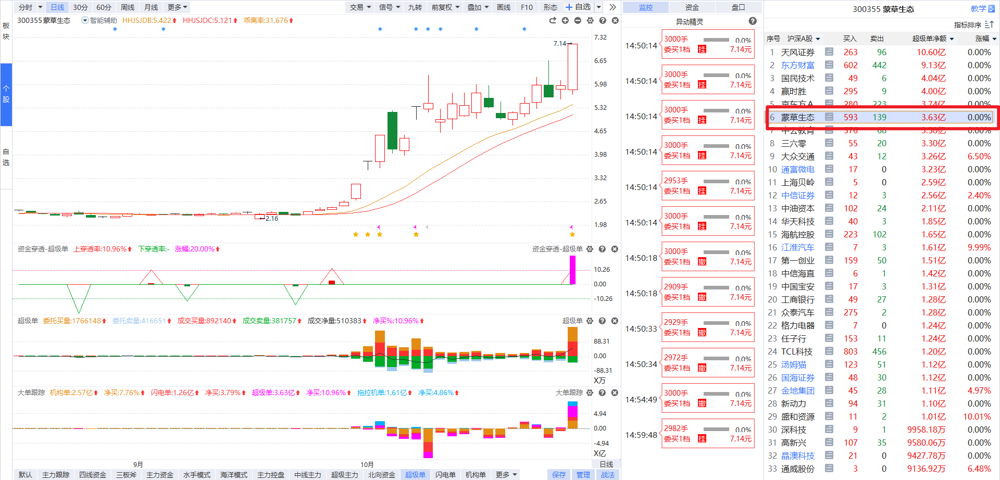 分时 日线 30分 60分 周线 月线 更多 交易 信号 九转 前复权 叠加 画线 F10 形态 +自选 监控 资金 盘口 300355 蒙草生态
300355蒙草生态 智能辅助 HHJSJDB:5.422 HHJSJDC:5.121 乖离率:31.676 异动精灵 教学
板块
个股
自选
7.14
2.16
7.32
6.65
5.98
5.32
4.65
3.98
3.32
2.65
1.98
资金穿透-超级单 上穿透率:10.96% 下穿透率:- 涨幅:20.00% 资金穿透-超级单
10.26
0.00
-10.26
超级单 委托买量:1766148 委托卖量:416651 成交买量:892140 成交卖量:381757 成交净量:510383 净买%:10.96% 超级单
88.31
0.00
-88.31
X万
大单跟踪 机构单:2.57亿 净买:7.76% 闪电单:1.26亿 净买:3.79% 超级单:3.63亿 净买:10.96% 拖拉机单:1.61亿 净买:4.86% 大单跟踪
4.94
0.00
-4.94
X亿
9月 10月 日线
默认 主力跟踪 四线资金 三板斧 主力资金 水手模式 海洋模式 主力控盘 中线主力 超级主力 北向资金 超级单 闪电单 机构单 更多 保存 管理 战法
14:50:14 3000手 0.0%
委买1档 挂 7.14元
14:50:14 3000手 0.0%
委买1档 挂 7.14元
14:50:14 3000手 0.0%
委买1档 挂 7.14元
14:50:14 3000手 0.0%
委买1档 挂 7.14元
14:50:14 2953手 0.0%
委买1档 挂 7.14元
14:50:14 3000手 0.0%
委买1档 挂 7.14元
14:50:18 3000手 0.0%
委买1档 撤 7.14元
14:50:18 2909手 0.0%
委买1档 撤 7.14元
14:50:33 2929手 0.0%
委买1档 撤 7.14元
14:50:34 2972手 0.0%
委买1档 撤 7.14元
14:54:49 3000手 0.0%
委买1档 撤 7.14元
14:59:48 2982手 0.0%
委买1档 挂 7.14元
指标排序
序号 沪深A股 买入 卖出 超级单净额 涨幅
1 天风证券 263 96 10.60亿 0.00%
2 东方财富 602 442 9.13亿 0.00%
3 国民技术 49 6 4.04亿 0.00%
4 赢时胜 295 9 4.00亿 0.00%
5 京东方A 280 223 3.74亿 0.00%
6 蒙草生态 593 139 3.63亿 0.00%
7 中公教育 376 68 3.38亿 0.00%
8 三六零 55 20 3.30亿 0.00%
9 大众交通 43 12 3.26亿 6.50%
10 通富微电 17 0 3.23亿 0.00%
11 上海贝岭 5 0 2.59亿 0.00%
12 中信证券 12 3 2.56亿 2.40%
13 中油资本 102 24 2.11亿 0.00%
14 华天科技 40 3 1.85亿 0.00%
15 海航控股 223 102 1.65亿 0.00%
16 江淮汽车 7 3 1.61亿 9.99%
17 第一创业 159 50 1.51亿 0.00%
18 中信海直 6 1 1.42亿 0.00%
19 中国宝安 17 3 1.31亿 0.00%
20 工商银行 49 27 1.28亿 0.00%
21 众泰汽车 275 2 1.28亿 0.00%
22 格力电器 7 0 1.24亿 0.00%
23 任子行 153 11 1.24亿 0.00%
24 TCL科技 803 456 1.20亿 0.00%
25 汤姆猫 123 51 1.12亿 0.00%
26 国海证券 48 30 1.12亿 0.00%
27 金地集团 45 28 1.11亿 4.97%
28 新动力 94 31 1.10亿 0.00%
29 盛和资源 11 2 1.01亿 10.01%
30 深科技 9 1 9958.18万 0.00%
31 高新兴 107 35 9580.06万 0.00%
32 晶澳科技 21 0 9427.78万 0.00%
33 通威股份 3 0 9136.92万 6.48%